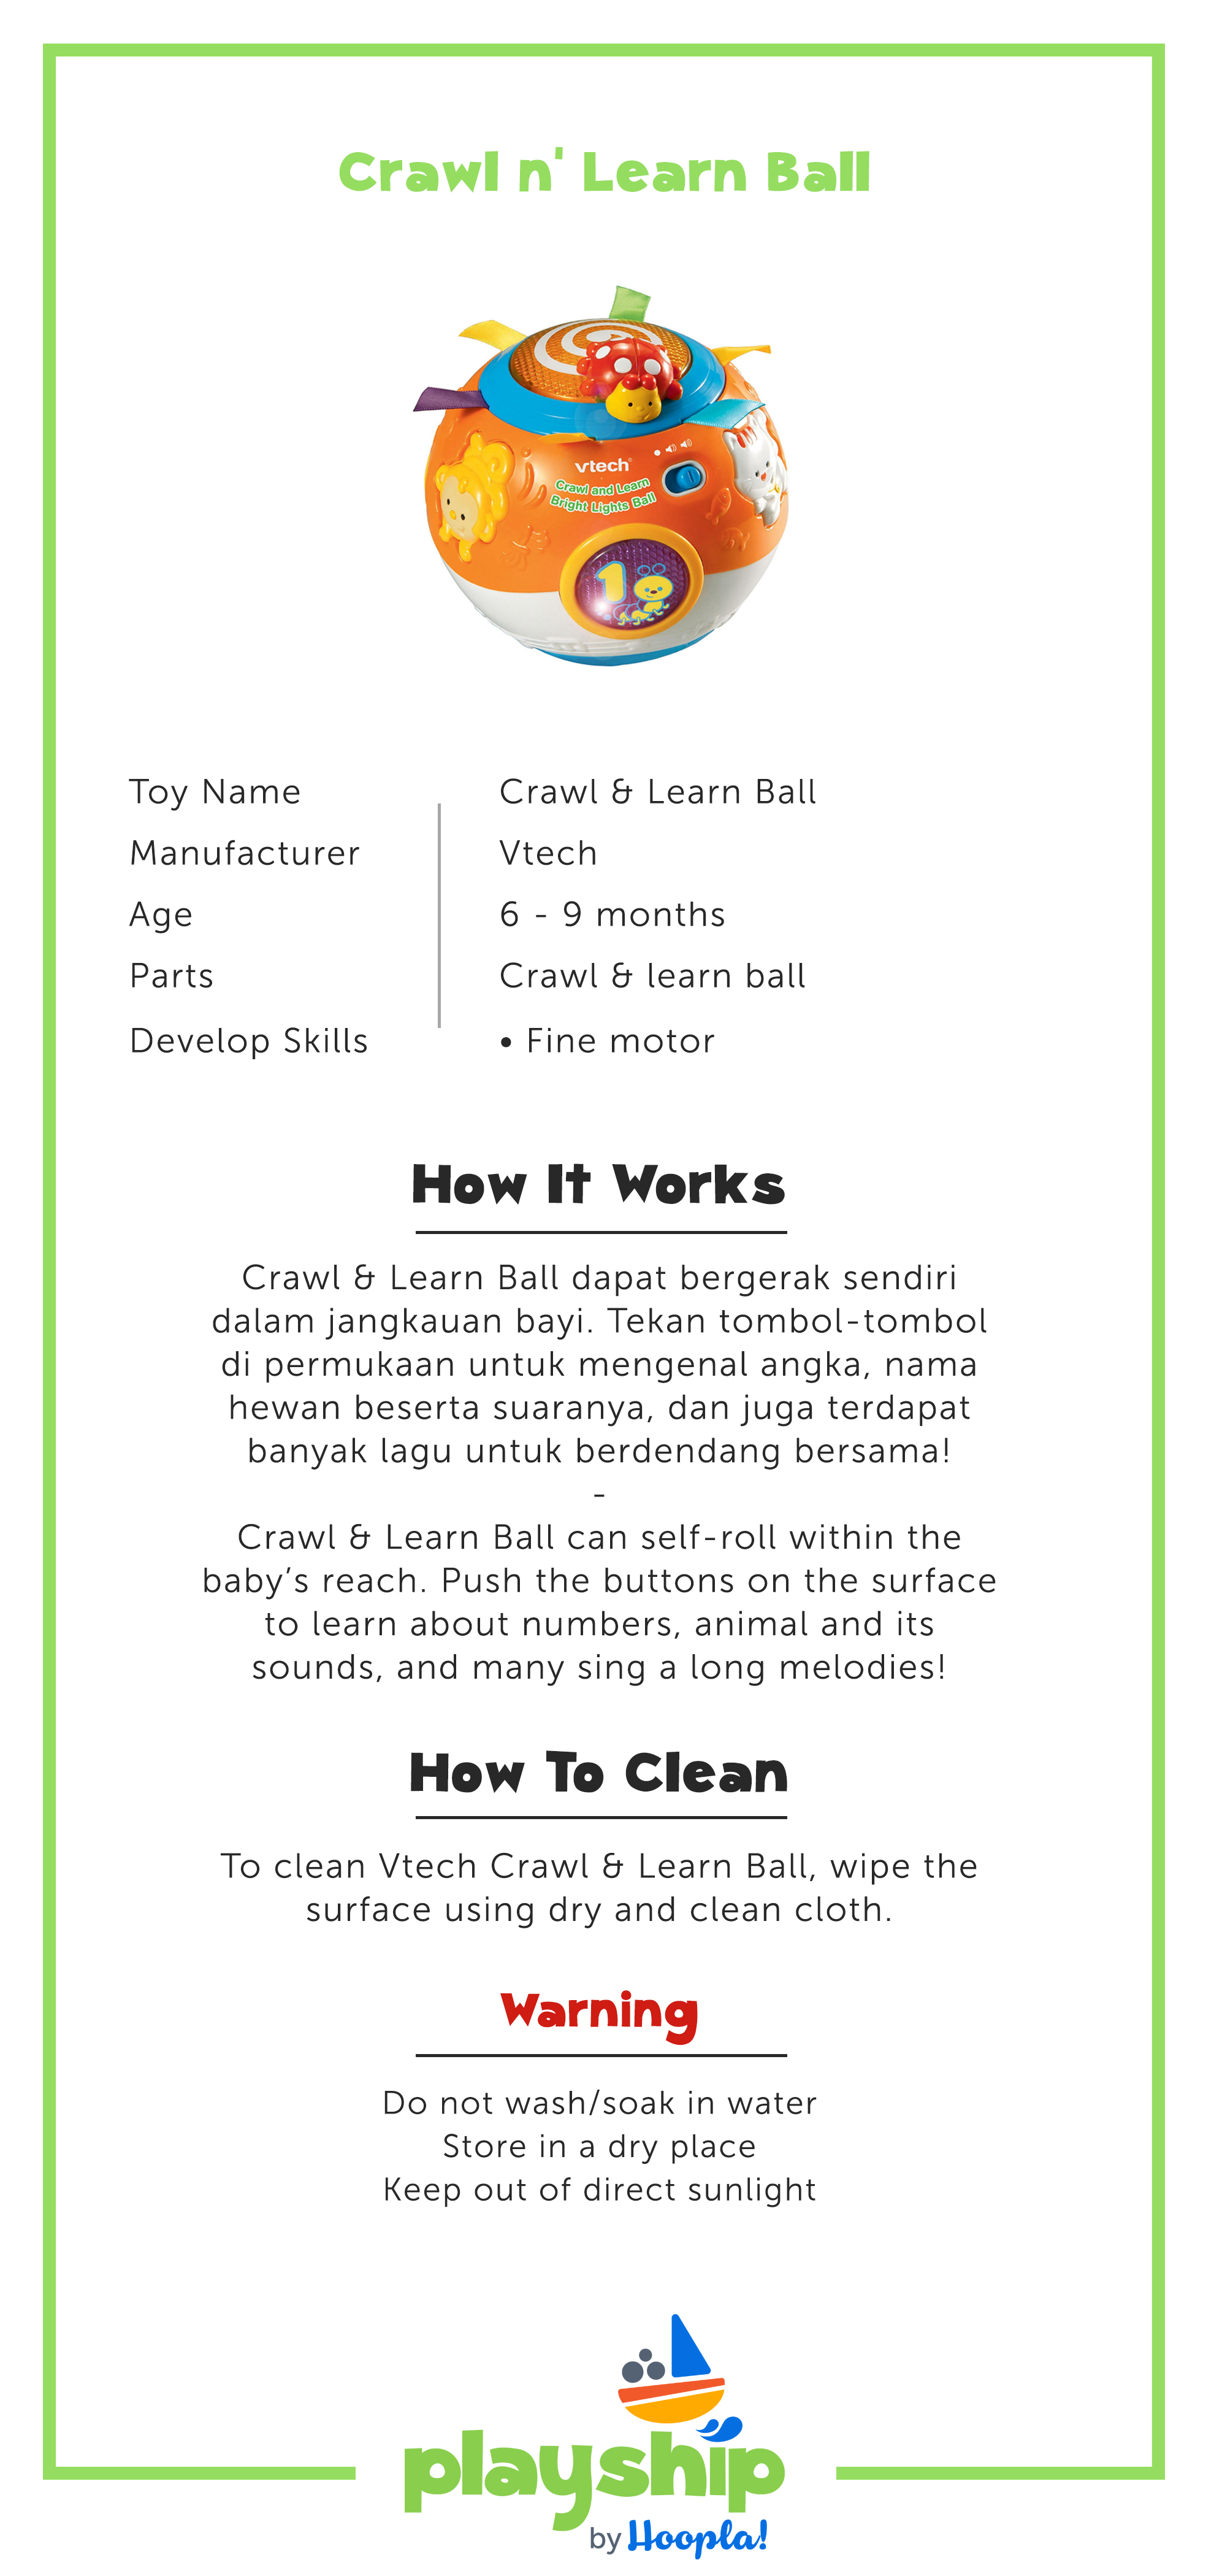 Crawl n' Learn Ball
vtech
Crawl and Learn
Bright Lights Ball
1
Toy Name Crawl & Learn Ball
Manufacturer Vtech
Age 6 - 9 months
Parts Crawl & learn ball
Develop Skills • Fine motor
How It Works
Crawl & Learn Ball dapat bergerak sendiri
dalam jangkauan bayi. Tekan tombol-tombol
di permukaan untuk mengenal angka, nama
hewan beserta suaranya, dan juga terdapat
banyak lagu untuk berdendang bersama!
-
Crawl & Learn Ball can self-roll within the
baby's reach. Push the buttons on the surface
to learn about numbers, animal and its
sounds, and many sing a long melodies!
How To Clean
To clean Vtech Crawl & Learn Ball, wipe the
surface using dry and clean cloth.
Warning
Do not wash/soak in water
Store in a dry place
Keep out of direct sunlight
playship
by Hoopla!